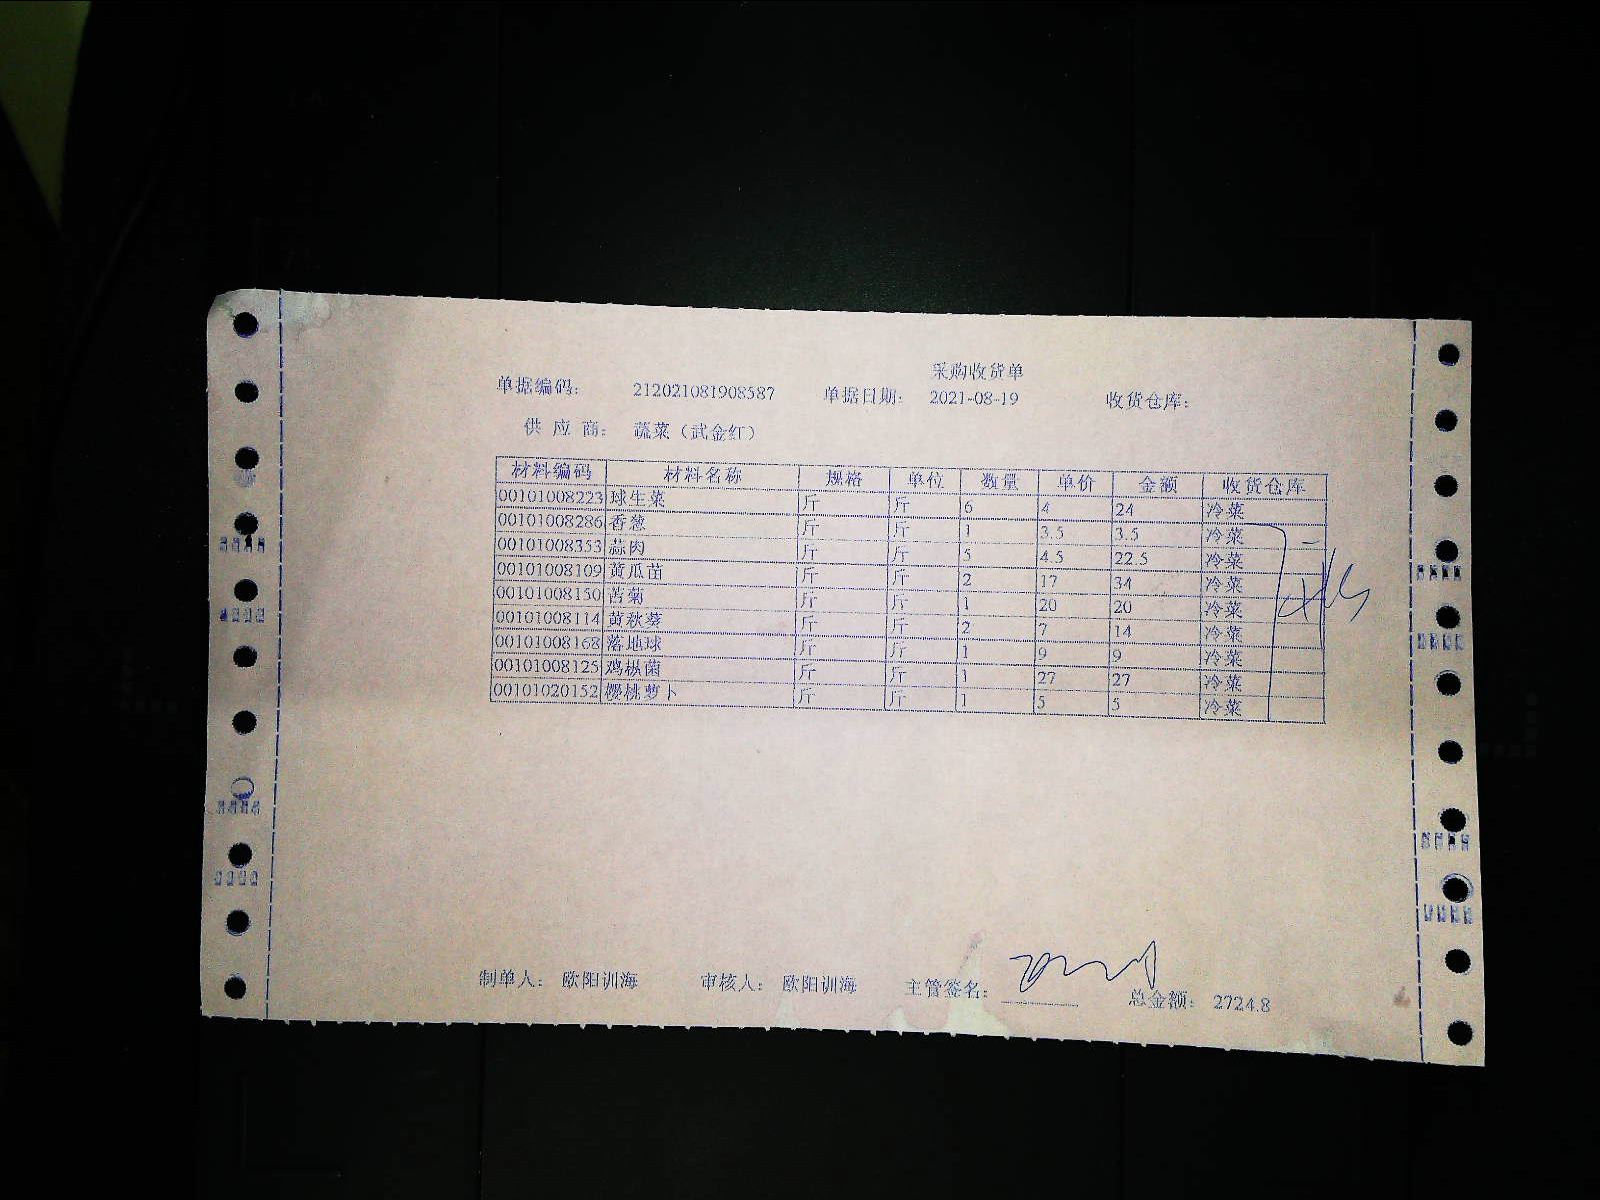 采购收货单
单据编码： 212021081908587 单据日期： 2021-08-19 收货仓库：
供 应 商： 蔬菜（武金红）
材料编码 材料名称 规格 单位 数量 单价 金额 收货仓库
00101008223 球生菜 斤 斤 6 4 24 冷菜
00101008286 香葱 斤 斤 1 3.5 3.5 冷菜
00101008353 蒜肉 斤 斤 5 4.5 22.5 冷菜
00101008109 黄瓜苗 斤 斤 2 17 34 冷菜
00101008150 苦菊 斤 斤 1 20 20 冷菜
00101008114 黄秋葵 斤 斤 2 7 14 冷菜
00101008168 落地球 斤 斤 1 9 9 冷菜
00101008125 鸡枞菌 斤 斤 1 27 27 冷菜
00101020152 樱桃萝卜 斤 斤 1 5 5 冷菜
制单人： 欧阳训海 审核人： 欧阳训海 主管签名： 总金额： 2724.8